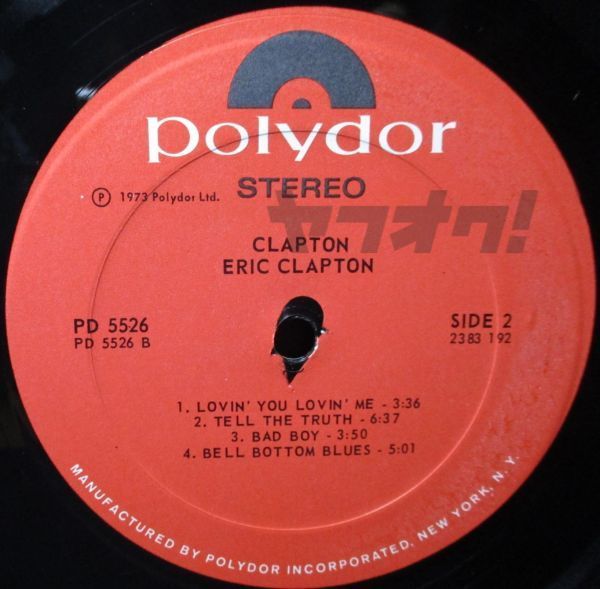 polydor
STEREO
℗ 1973 Polydor Ltd.
ヤフオク!
CLAPTON
ERIC CLAPTON
PD 5526
PD 5526 B
SIDE 2
2383 192
1. LOVIN' YOU LOVIN' ME - 3:36
2. TELL THE TRUTH - 6:37
3. BAD BOY - 3:50
4. BELL BOTTOM BLUES - 5:01
MANUFACTURED BY POLYDOR INCORPORATED, NEW YORK, N. Y.